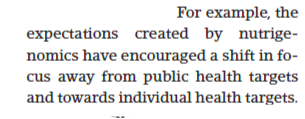 For example, the
expectations created by nutrige-
nomics have encouraged a shift in fo-
cus away from public health targets
and towards individual health targets.